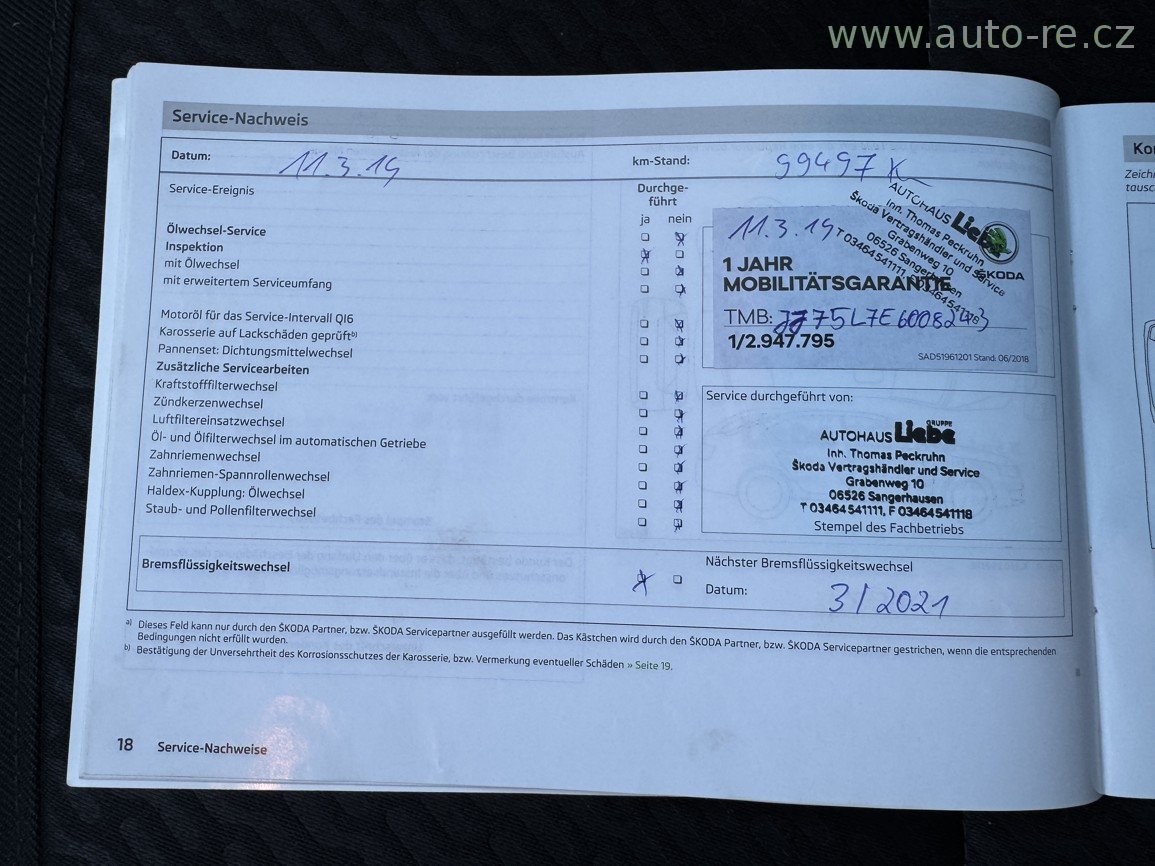 www.auto-re.cz
Service-Nachweis
Datum: 11.3.19 km-Stand: 99497 K
Service-Ereignis
Durchge-
führt
ja nein
Ölwechsel-Service
Inspektion
mit Ölwechsel
mit erweitertem Serviceumfang
Motoröl für das Service-Intervall QI6
Karosserie auf Lackschäden geprüft b)
Pannenset: Dichtungsmittelwechsel
Zusätzliche Servicearbeiten
Kraftstofffilterwechsel
Zündkerzenwechsel
Luftfiltereinsatzwechsel
Öl- und Ölfilterwechsel im automatischen Getriebe
Zahnriemenwechsel
Zahnriemen-Spannrollenwechsel
Haldex-Kupplung: Ölwechsel
Staub- und Pollenfilterwechsel
11.3.19
AUTOHAUS Liebe
Inh. Thomas Peckruhn
Škoda Vertragshändler und Service
Grabenweg 10
06526 Sangerhausen
T 03464541111, F 03464541118
ŠKODA
1 JAHR
MOBILITÄTSGARANTIE
TMB:
1/2.947.795
SAD51961201 Stand: 06/2018
Service durchgeführt von:
GRUPPE
AUTOHAUS Liebe
Inh. Thomas Peckruhn
Škoda Vertragshändler und Service
Grabenweg 10
06526 Sangerhausen
T 03464541111, F 03464541118
Stempel des Fachbetriebs
Bremsflüssigkeitswechsel
Nächster Bremsflüssigkeitswechsel
Datum: 3/2021
a) Dieses Feld kann nur durch den ŠKODA Partner, bzw. ŠKODA Servicepartner ausgefüllt werden. Das Kästchen wird durch den ŠKODA Partner, bzw. ŠKODA Servicepartner gestrichen, wenn die entsprechenden
Bedingungen nicht erfüllt wurden.
b) Bestätigung der Unversehrtheit des Korrosionsschutzes der Karosserie, bzw. Vermerkung eventueller Schäden » Seite 19.
18 Service-Nachweise